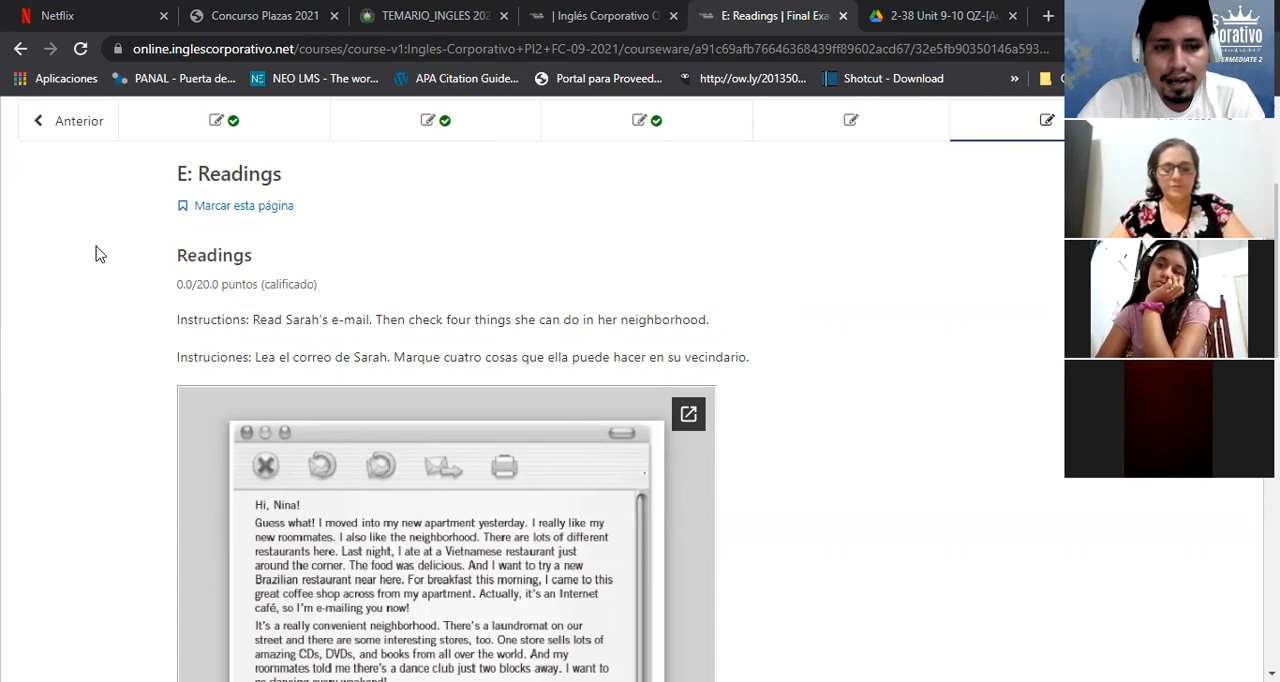 Netflix
Concurso Plazas 2021
TEMARIO_INGLES 202
| Inglés Corporativo O
E: Readings | Final Exa
2-38 Unit 9-10 QZ-[Au
online.inglescorporativo.net/courses/course-v1:Ingles-Corporativo+PI2+FC-09-2021/courseware/a91c69afb76646368439ff89602acd67/32e5fb90350146a593...
Aplicaciones
PANAL - Puerta de...
NEO LMS - The wor...
APA Citation Guide...
Portal para Proveed...
http://ow.ly/201350...
Shotcut - Download
»
Anterior
E: Readings
Marcar esta página
Readings
0.0/20.0 puntos (calificado)
Instructions: Read Sarah's e-mail. Then check four things she can do in her neighborhood.
Instruciones: Lea el correo de Sarah. Marque cuatro cosas que ella puede hacer en su vecindario.
Hi, Nina!
Guess what! I moved into my new apartment yesterday. I really like my
new roommates. I also like the neighborhood. There are lots of different
restaurants here. Last night, I ate at a Vietnamese restaurant just
around the corner. The food was delicious. And I want to try a new
Brazilian restaurant near here. For breakfast this morning, I came to this
great coffee shop across from my apartment. Actually, it's an Internet
café, so I'm e-mailing you now!
It's a really convenient neighborhood. There's a laundromat on our
street and there are some interesting stores, too. One store sells lots of
amazing CDs, DVDs, and books from all over the world. And my
roommates told me there's a dance club just two blocks away. I want to
go dancing every weekend!